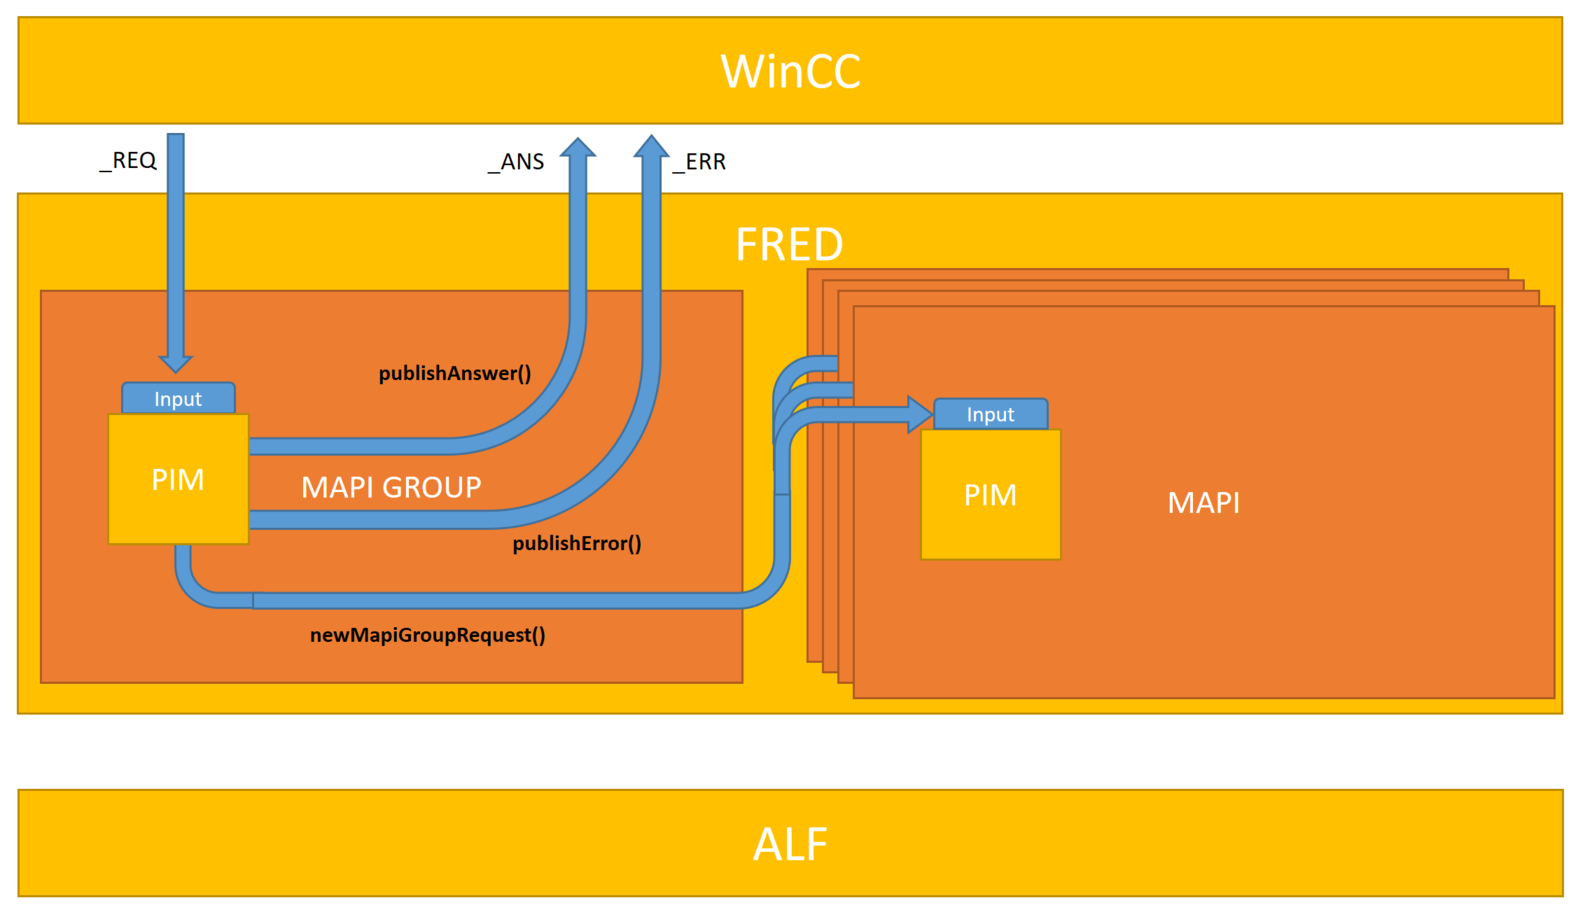 WinCC
_REQ
_ANS
_ERR
FRED
publishAnswer()
Input
PIM
MAPI GROUP
publishError()
newMapiGroupRequest()
Input
PIM
MAPI
ALF